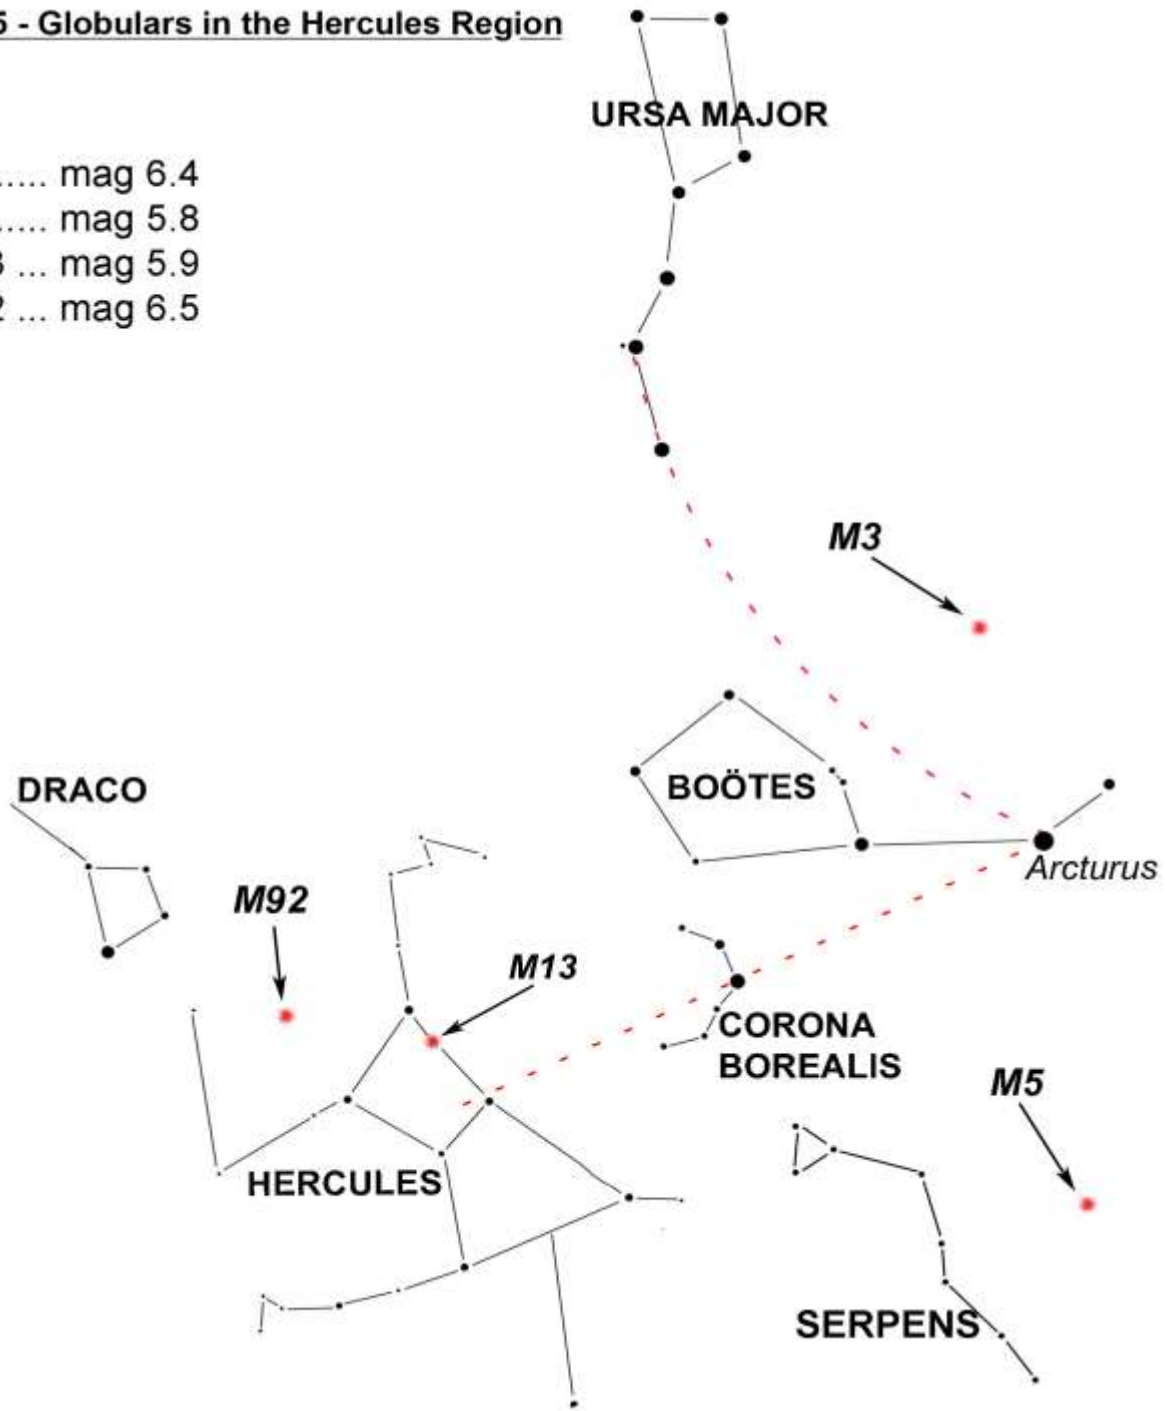 5 - Globulars in the Hercules Region
URSA MAJOR
..... mag 6.4
..... mag 5.8
3 ... mag 5.9
2 ... mag 6.5
M3
DRACO
BOÖTES
Arcturus
M92
M13
CORONA
BOREALIS
M5
HERCULES
SERPENS